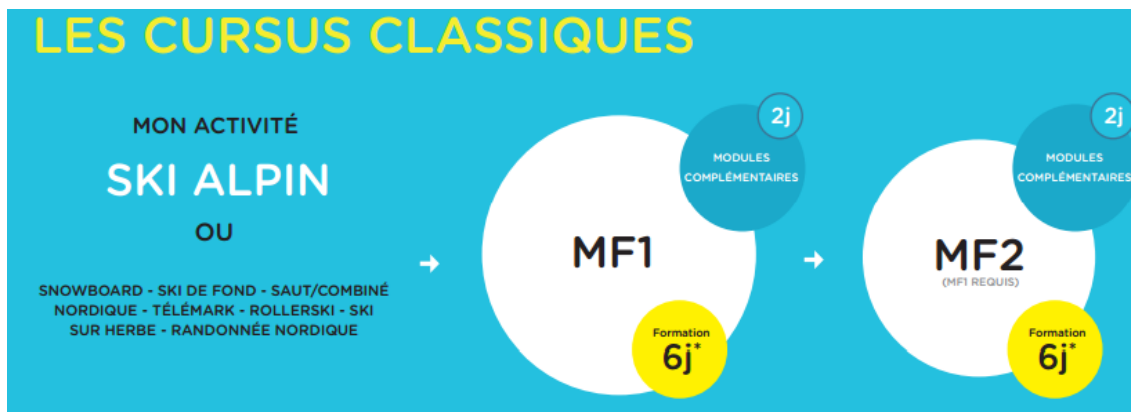 LES CURSUS CLASSIQUES
MON ACTIVITÉ
SKI ALPIN
OU
SNOWBOARD - SKI DE FOND - SAUT/COMBINÉ
NORDIQUE - TÉLÉMARK - ROLLERSKI - SKI
SUR HERBE - RANDONNÉE NORDIQUE
→
2j
MODULES
COMPLÉMENTAIRES
MF1
Formation
6j*
→
2j
MODULES
COMPLÉMENTAIRES
MF2
(MF1 REQUIS)
Formation
6j*